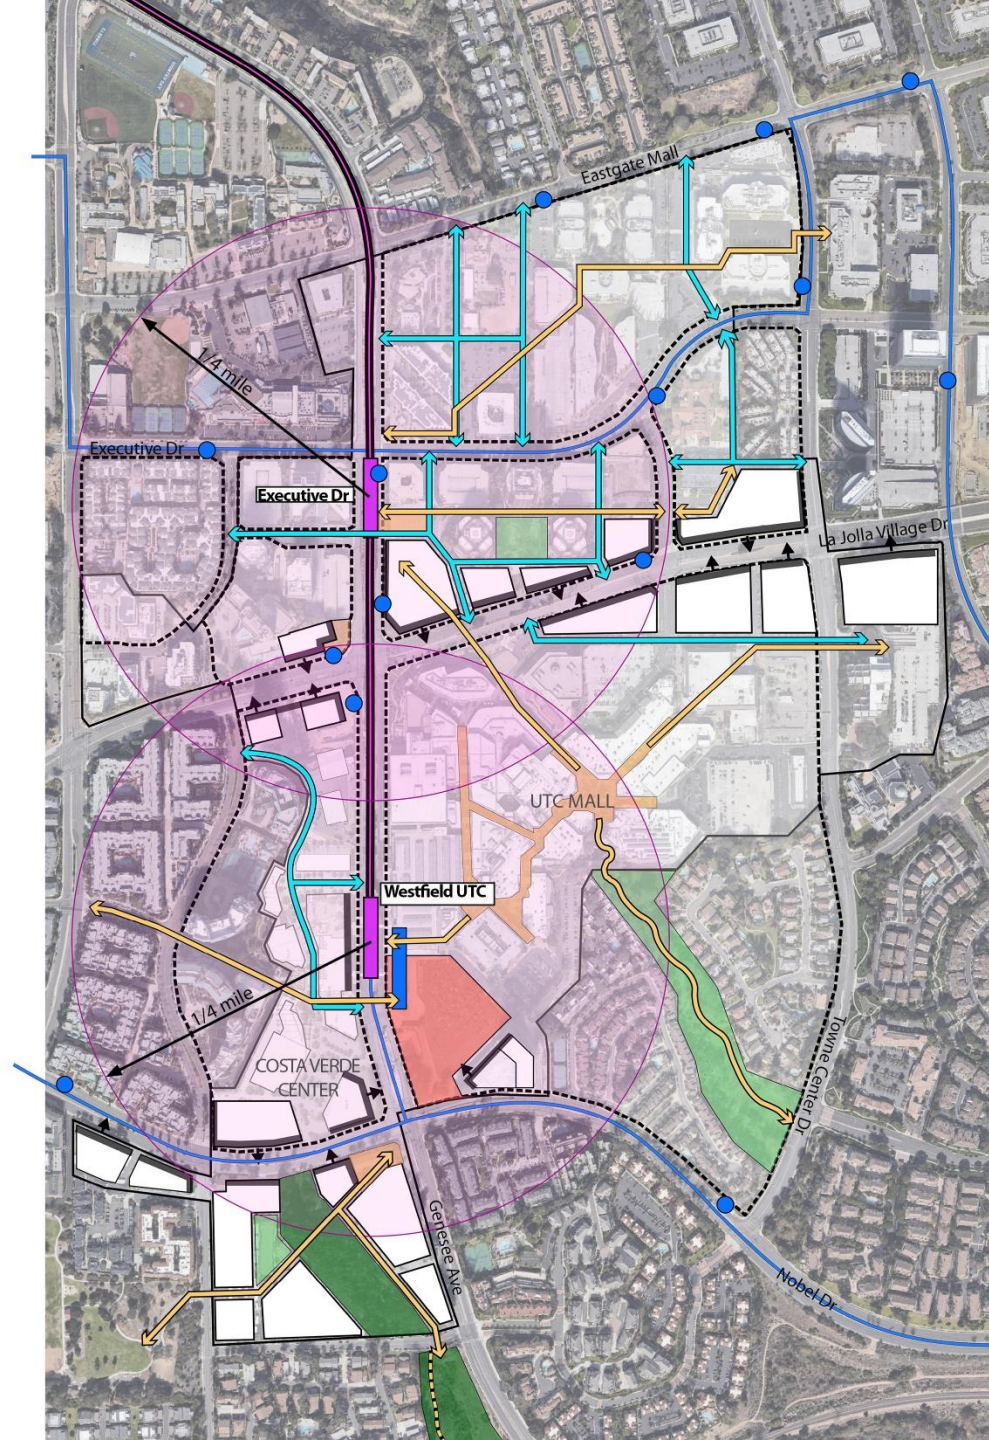 Eastgate Mall
1/4 mile
Executive Dr
Executive Dr
La Jolla Village Dr
UTC MALL
Westfield UTC
1/4 mile
COSTA VERDE
CENTER
Towne Center Dr
Genesee Ave
Nobel Dr